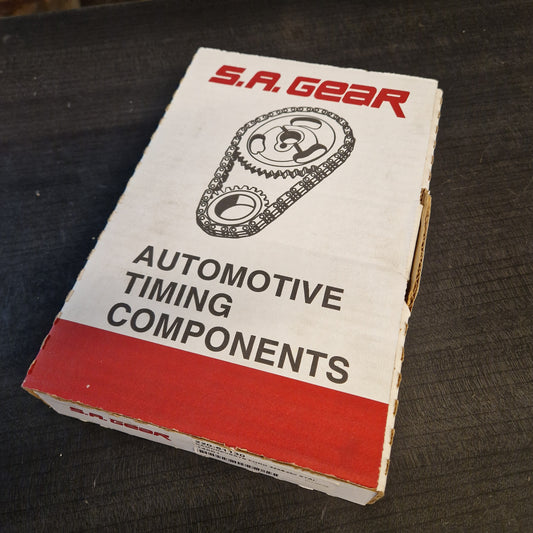 S.A. GEAR
AUTOMOTIVE
TIMING
COMPONENTS
S.A. GEAR